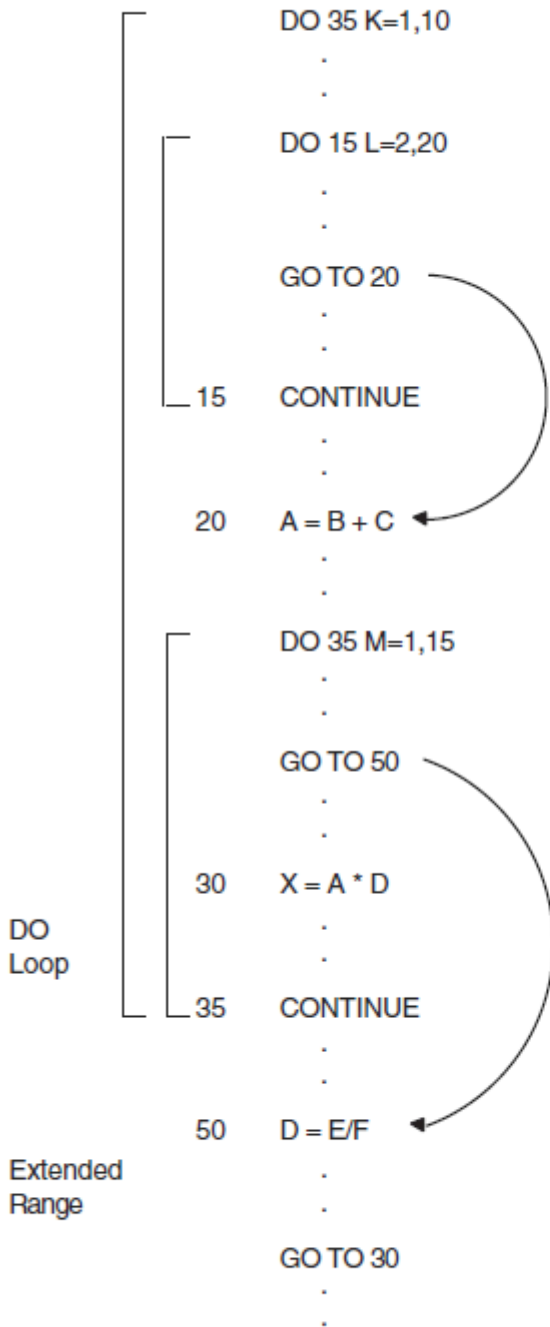 DO 35 K=1,10
.
.
DO 15 L=2,20
.
.
GO TO 20
.
.
15 CONTINUE
.
.
20 A = B + C
.
.
DO 35 M=1,15
.
.
GO TO 50
.
.
30 X = A * D
DO
Loop
.
.
35 CONTINUE
.
.
50 D = E/F
Extended
Range
.
.
GO TO 30
.
.